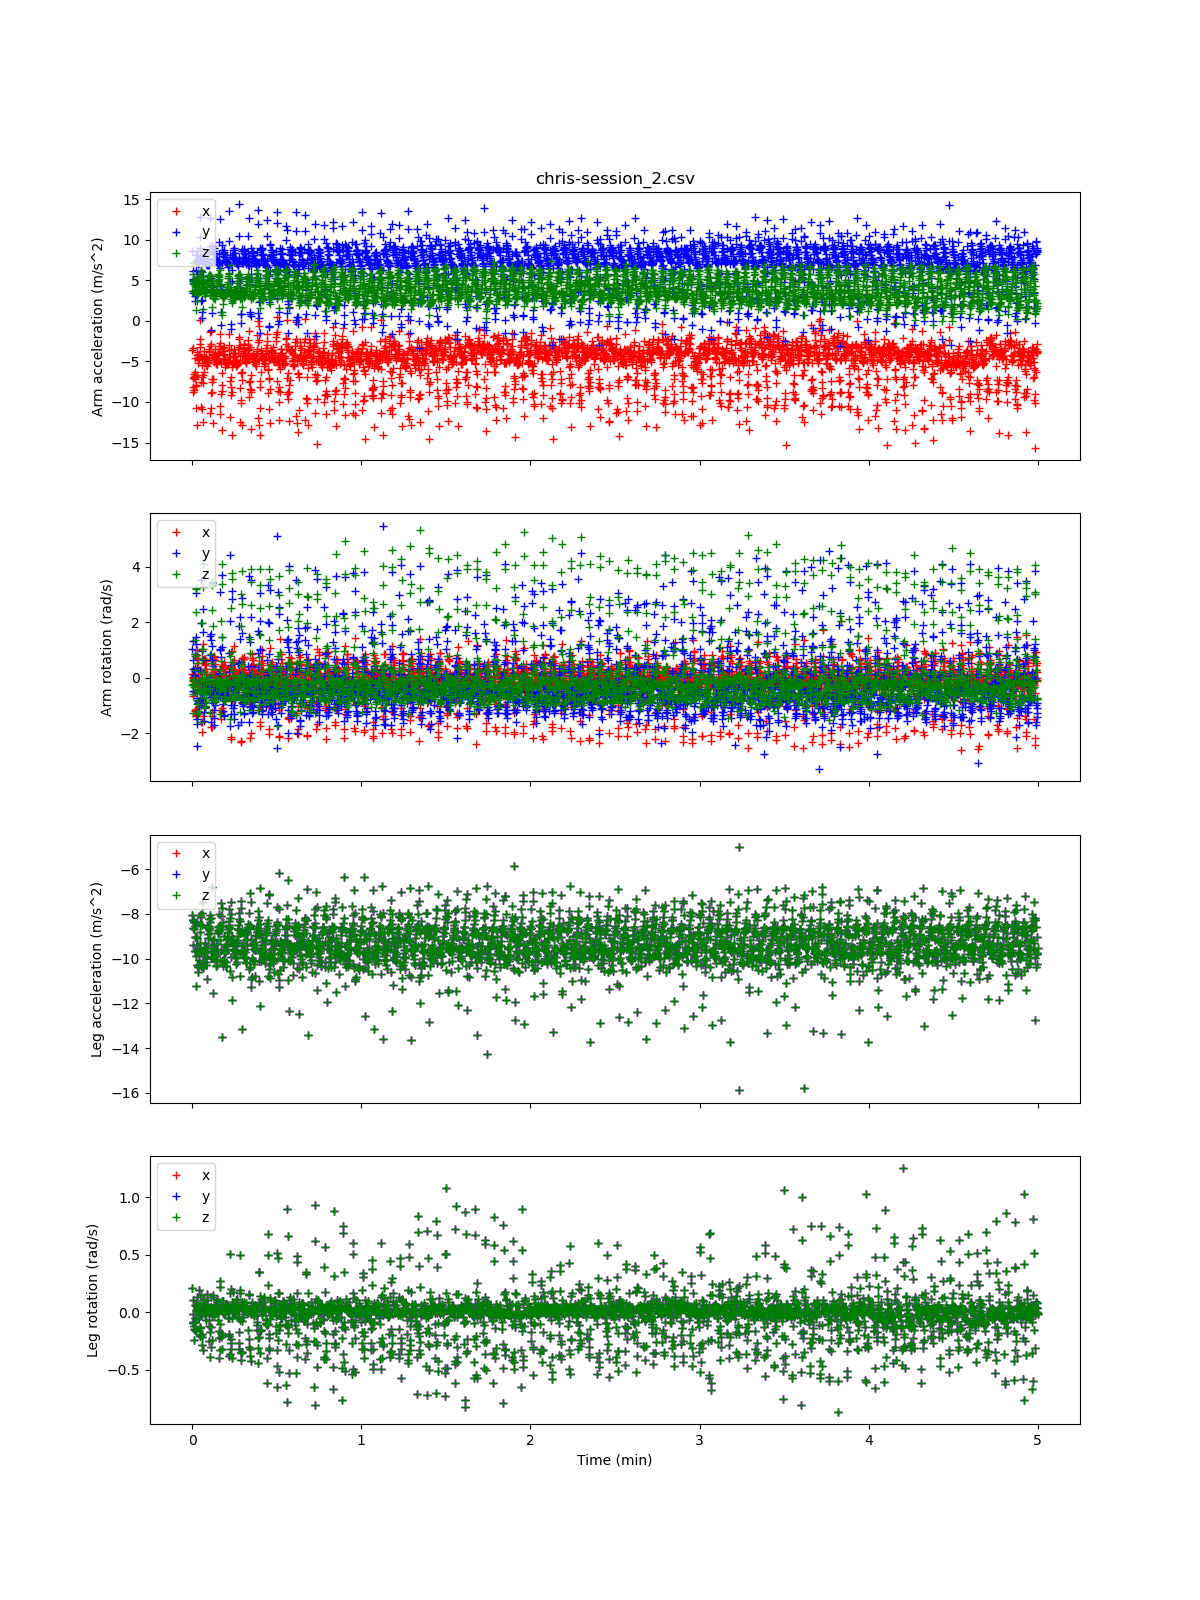 chris-session_2.csv
Arm acceleration (m/s^2)
15
10
5
0
−5
−10
−15
x
y
z
Arm rotation (rad/s)
4
2
0
−2
x
y
z
Leg acceleration (m/s^2)
−6
−8
−10
−12
−14
−16
x
y
z
Leg rotation (rad/s)
1.0
0.5
0.0
−0.5
x
y
z
0 1 2 3 4 5
Time (min)